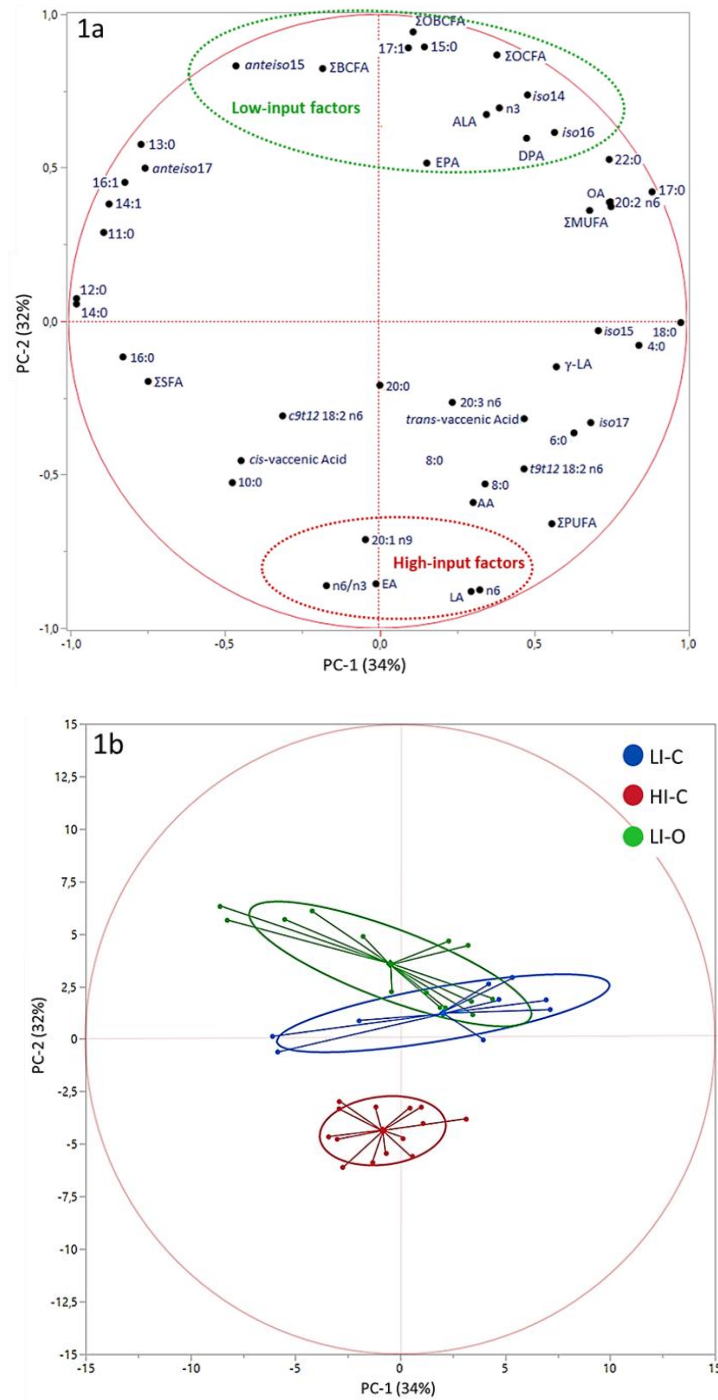 1a
1,0
0,5
0,0
-0,5
-1,0
PC-2 (32%)
ΣOBCFA
17:1 15:0
ΣOCFA
anteiso15 ΣBCFA
Low-input factors
iso14
n3
ALA
iso16
DPA
EPA
13:0
anteiso17
16:1
14:1
11:0
22:0
17:0
OA
20:2 n6
ΣMUFA
12:0
14:0
iso15 18:0
4:0
16:0
γ-LA
ΣSFA
20:0
c9t12 18:2 n6
20:3 n6
trans-vaccenic Acid
iso17
6:0
cis-vaccenic Acid
8:0
t9t12 18:2 n6
10:0
8:0
AA
ΣPUFA
20:1 n9
High-input factors
n6/n3 EA
LA n6
-1,0 -0,5 0,0 0,5 1,0
PC-1 (34%)
1b
15
12,5
10
7,5
5
2,5
0
-2,5
-5
-7,5
-10
-12,5
-15
PC-2 (32%)
LI-C
HI-C
LI-O
-15 -10 -5 0 5 10 15
PC-1 (34%)